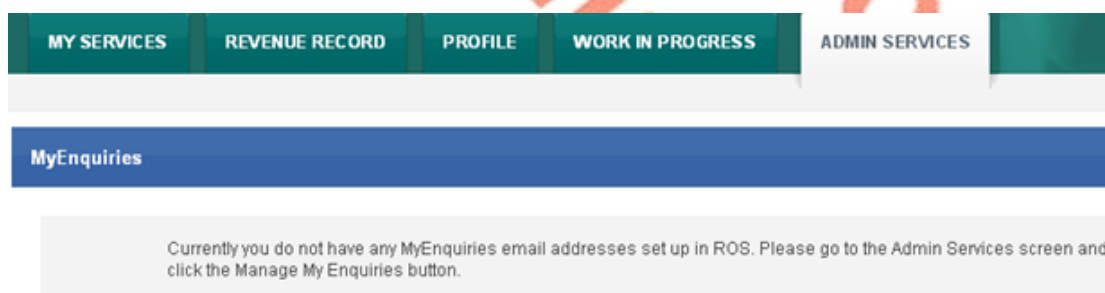 MY SERVICES REVENUE RECORD PROFILE WORK IN PROGRESS ADMIN SERVICES
MyEnquiries
Currently you do not have any MyEnquiries email addresses set up in ROS. Please go to the Admin Services screen and
click the Manage My Enquiries button.